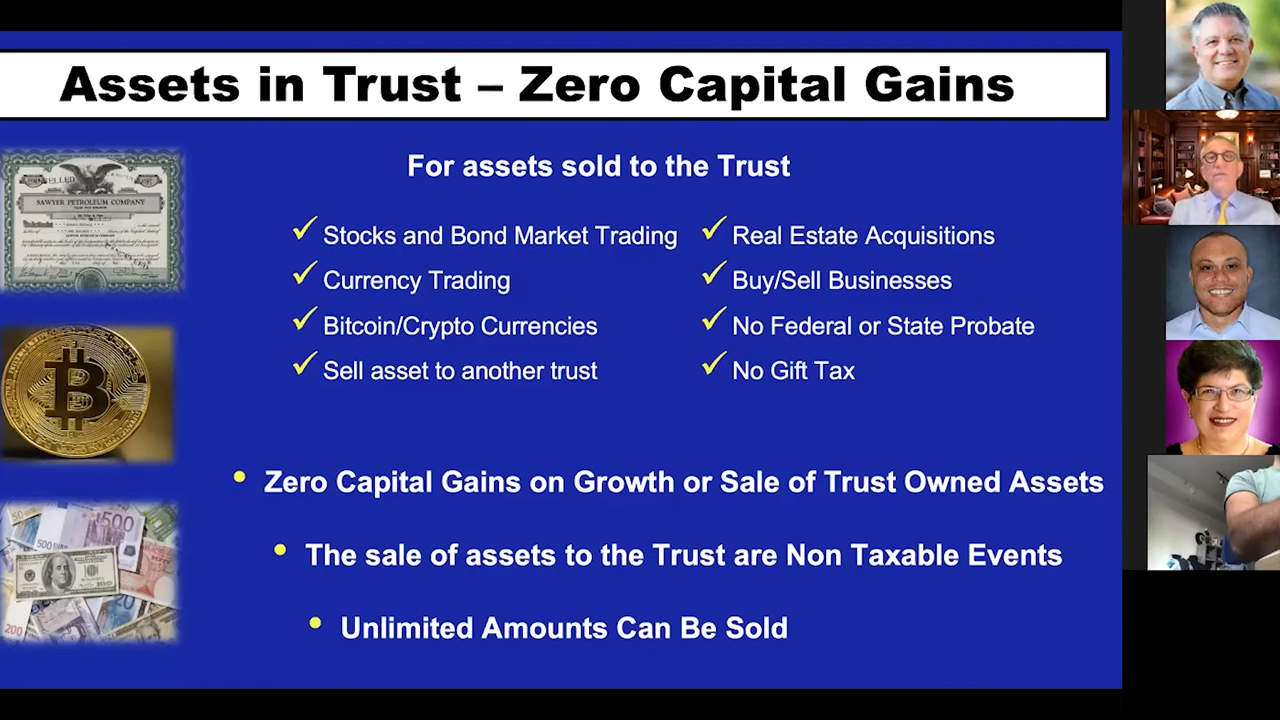 Assets in Trust – Zero Capital Gains
For assets sold to the Trust
Stocks and Bond Market Trading
Currency Trading
Bitcoin/Crypto Currencies
Sell asset to another trust
Real Estate Acquisitions
Buy/Sell Businesses
No Federal or State Probate
No Gift Tax
Zero Capital Gains on Growth or Sale of Trust Owned Assets
The sale of assets to the Trust are Non Taxable Events
Unlimited Amounts Can Be Sold
SAWYER PETROLEUM COMPANY
500
200